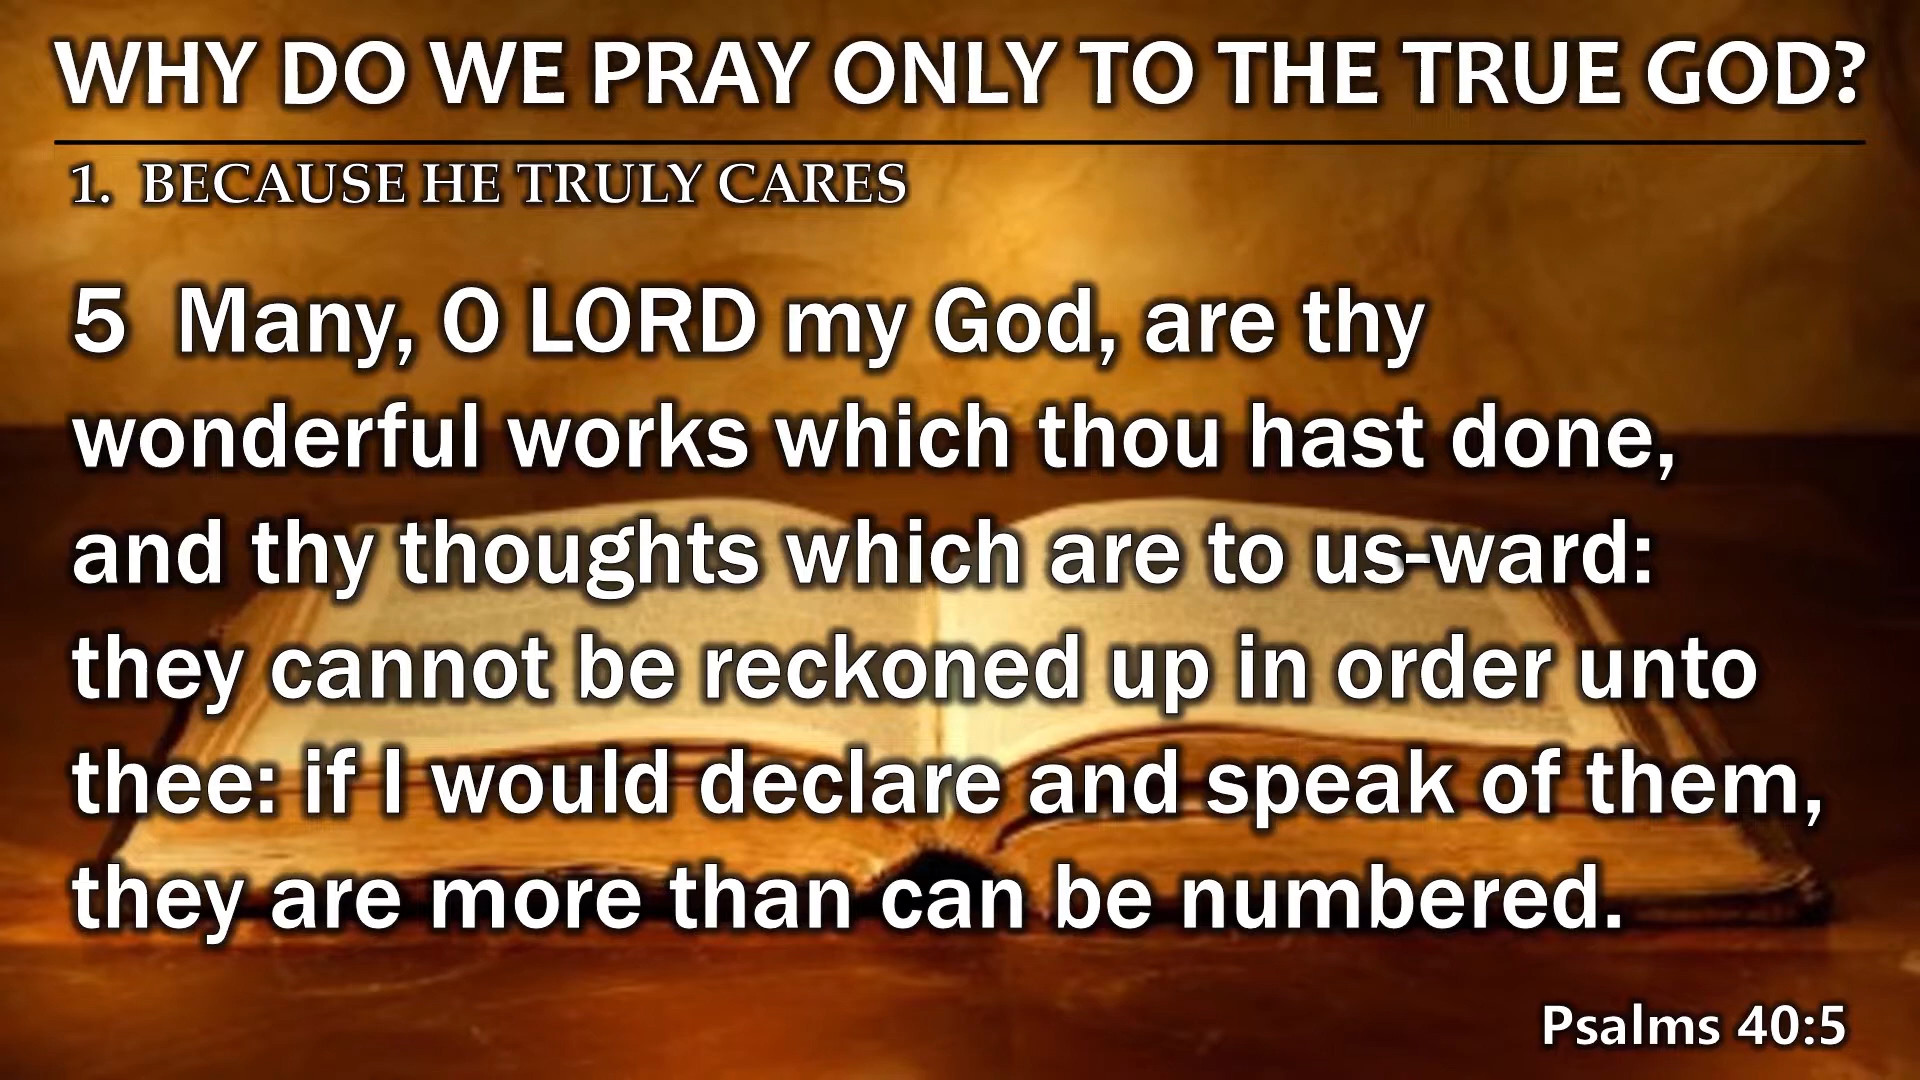 WHY DO WE PRAY ONLY TO THE TRUE GOD?
1. BECAUSE HE TRULY CARES
5 Many, O LORD my God, are thy
wonderful works which thou hast done,
and thy thoughts which are to us-ward:
they cannot be reckoned up in order unto
thee: if I would declare and speak of them,
they are more than can be numbered.
Psalms 40:5